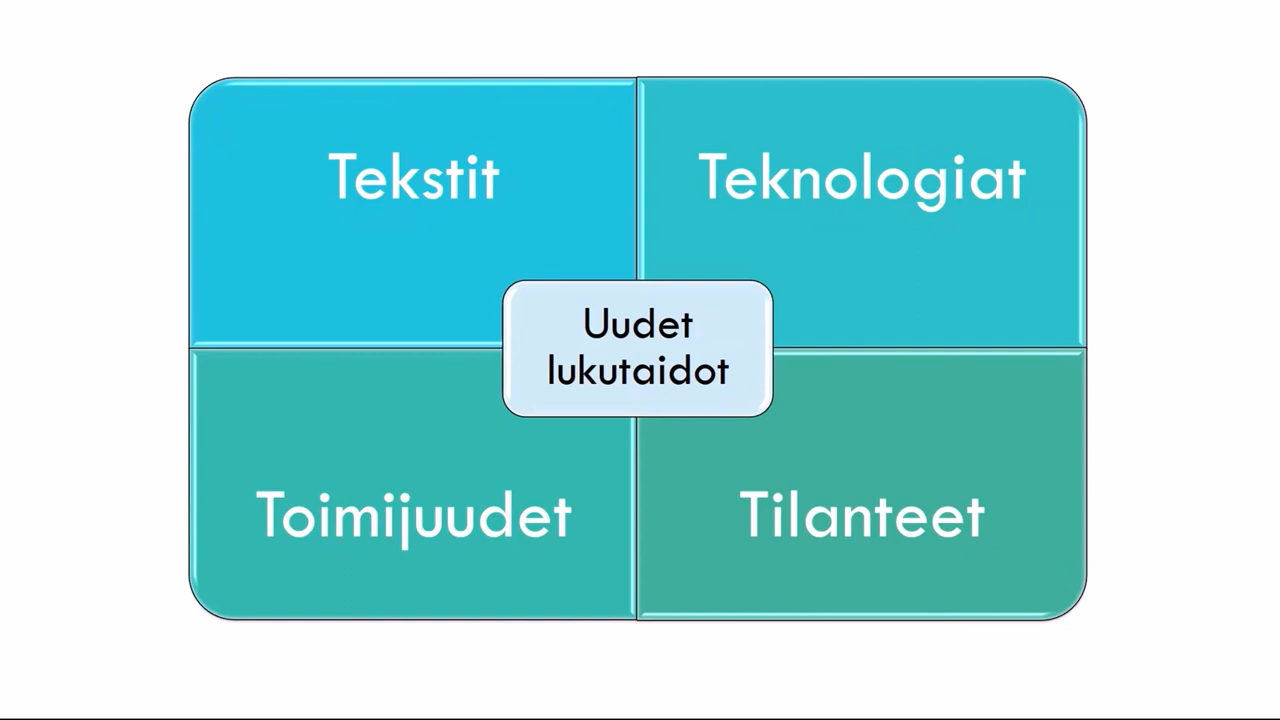 Tekstit
Teknologiat
Uudet
lukutaidot
Toimijuudet
Tilanteet